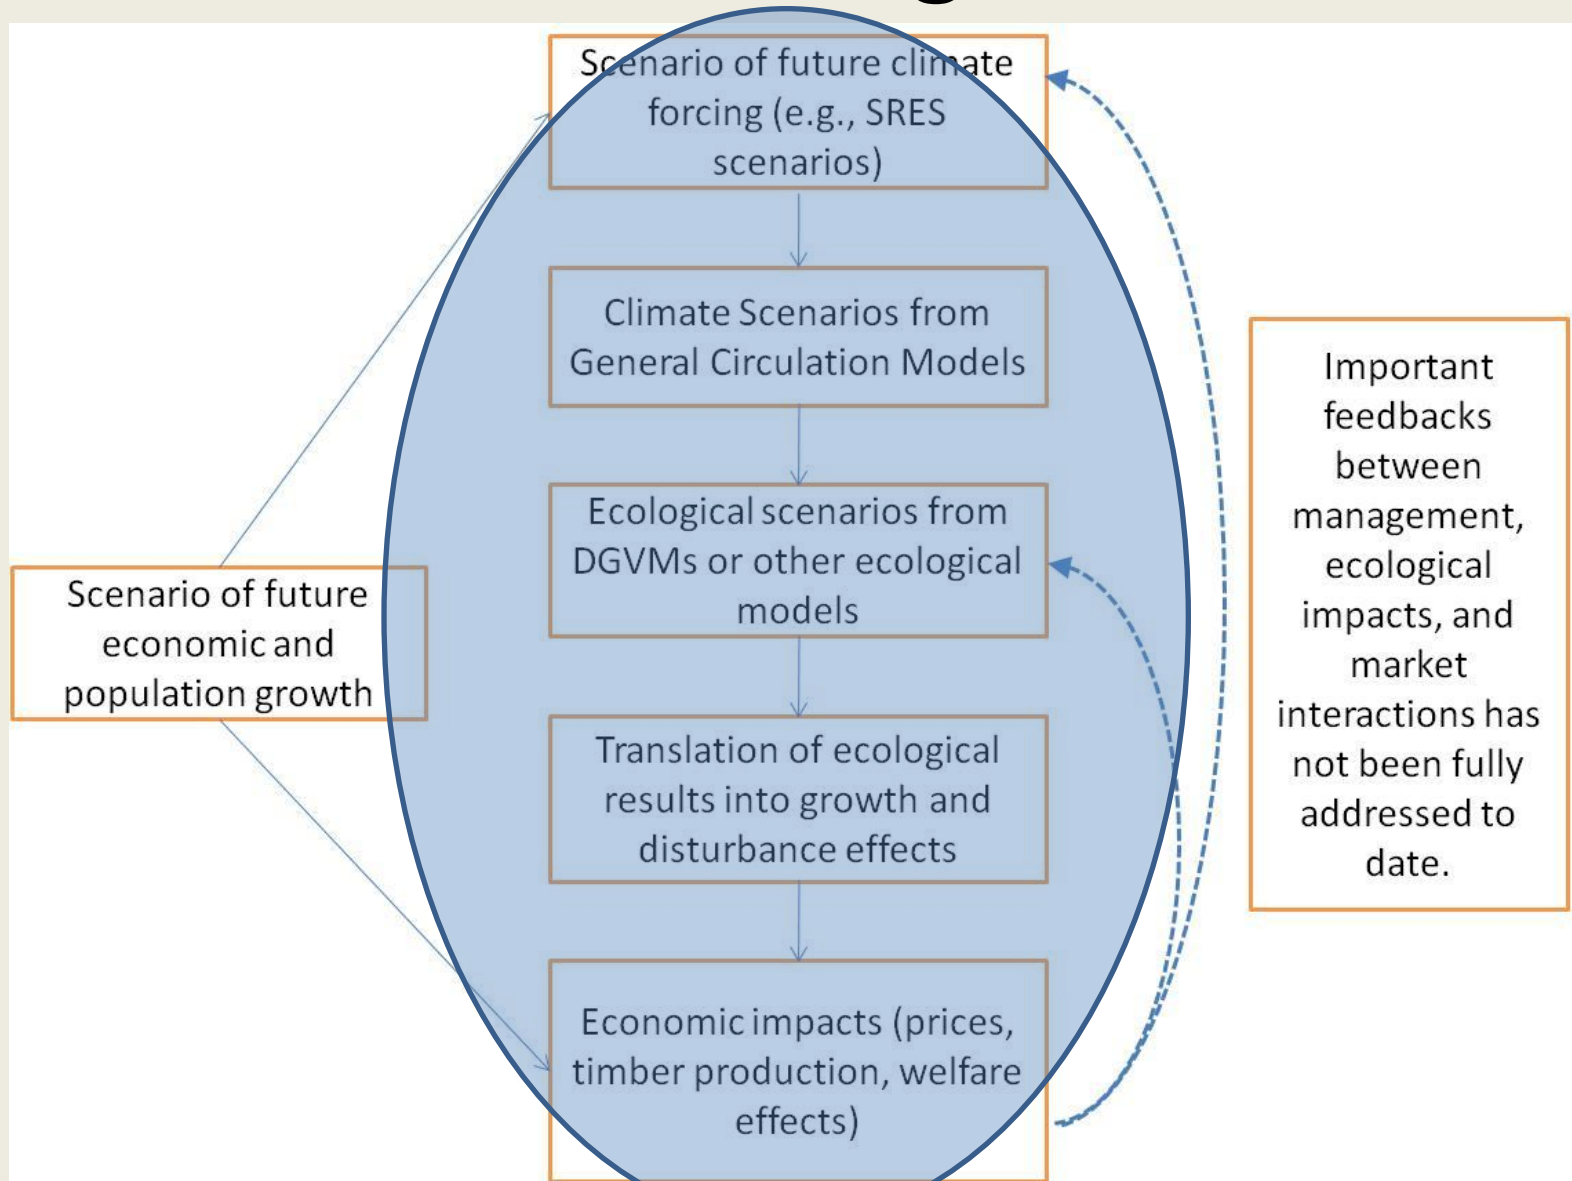 Scenario of future climate
forcing (e.g., SRES
scenarios)
Climate Scenarios from
General Circulation Models
Ecological scenarios from
DGVMs or other ecological
models
Scenario of future
economic and
population growth
Translation of ecological
results into growth and
disturbance effects
Economic impacts (prices,
timber production, welfare
effects)
Important
feedbacks
between
management,
ecological
impacts, and
market
interactions has
not been fully
addressed to
date.